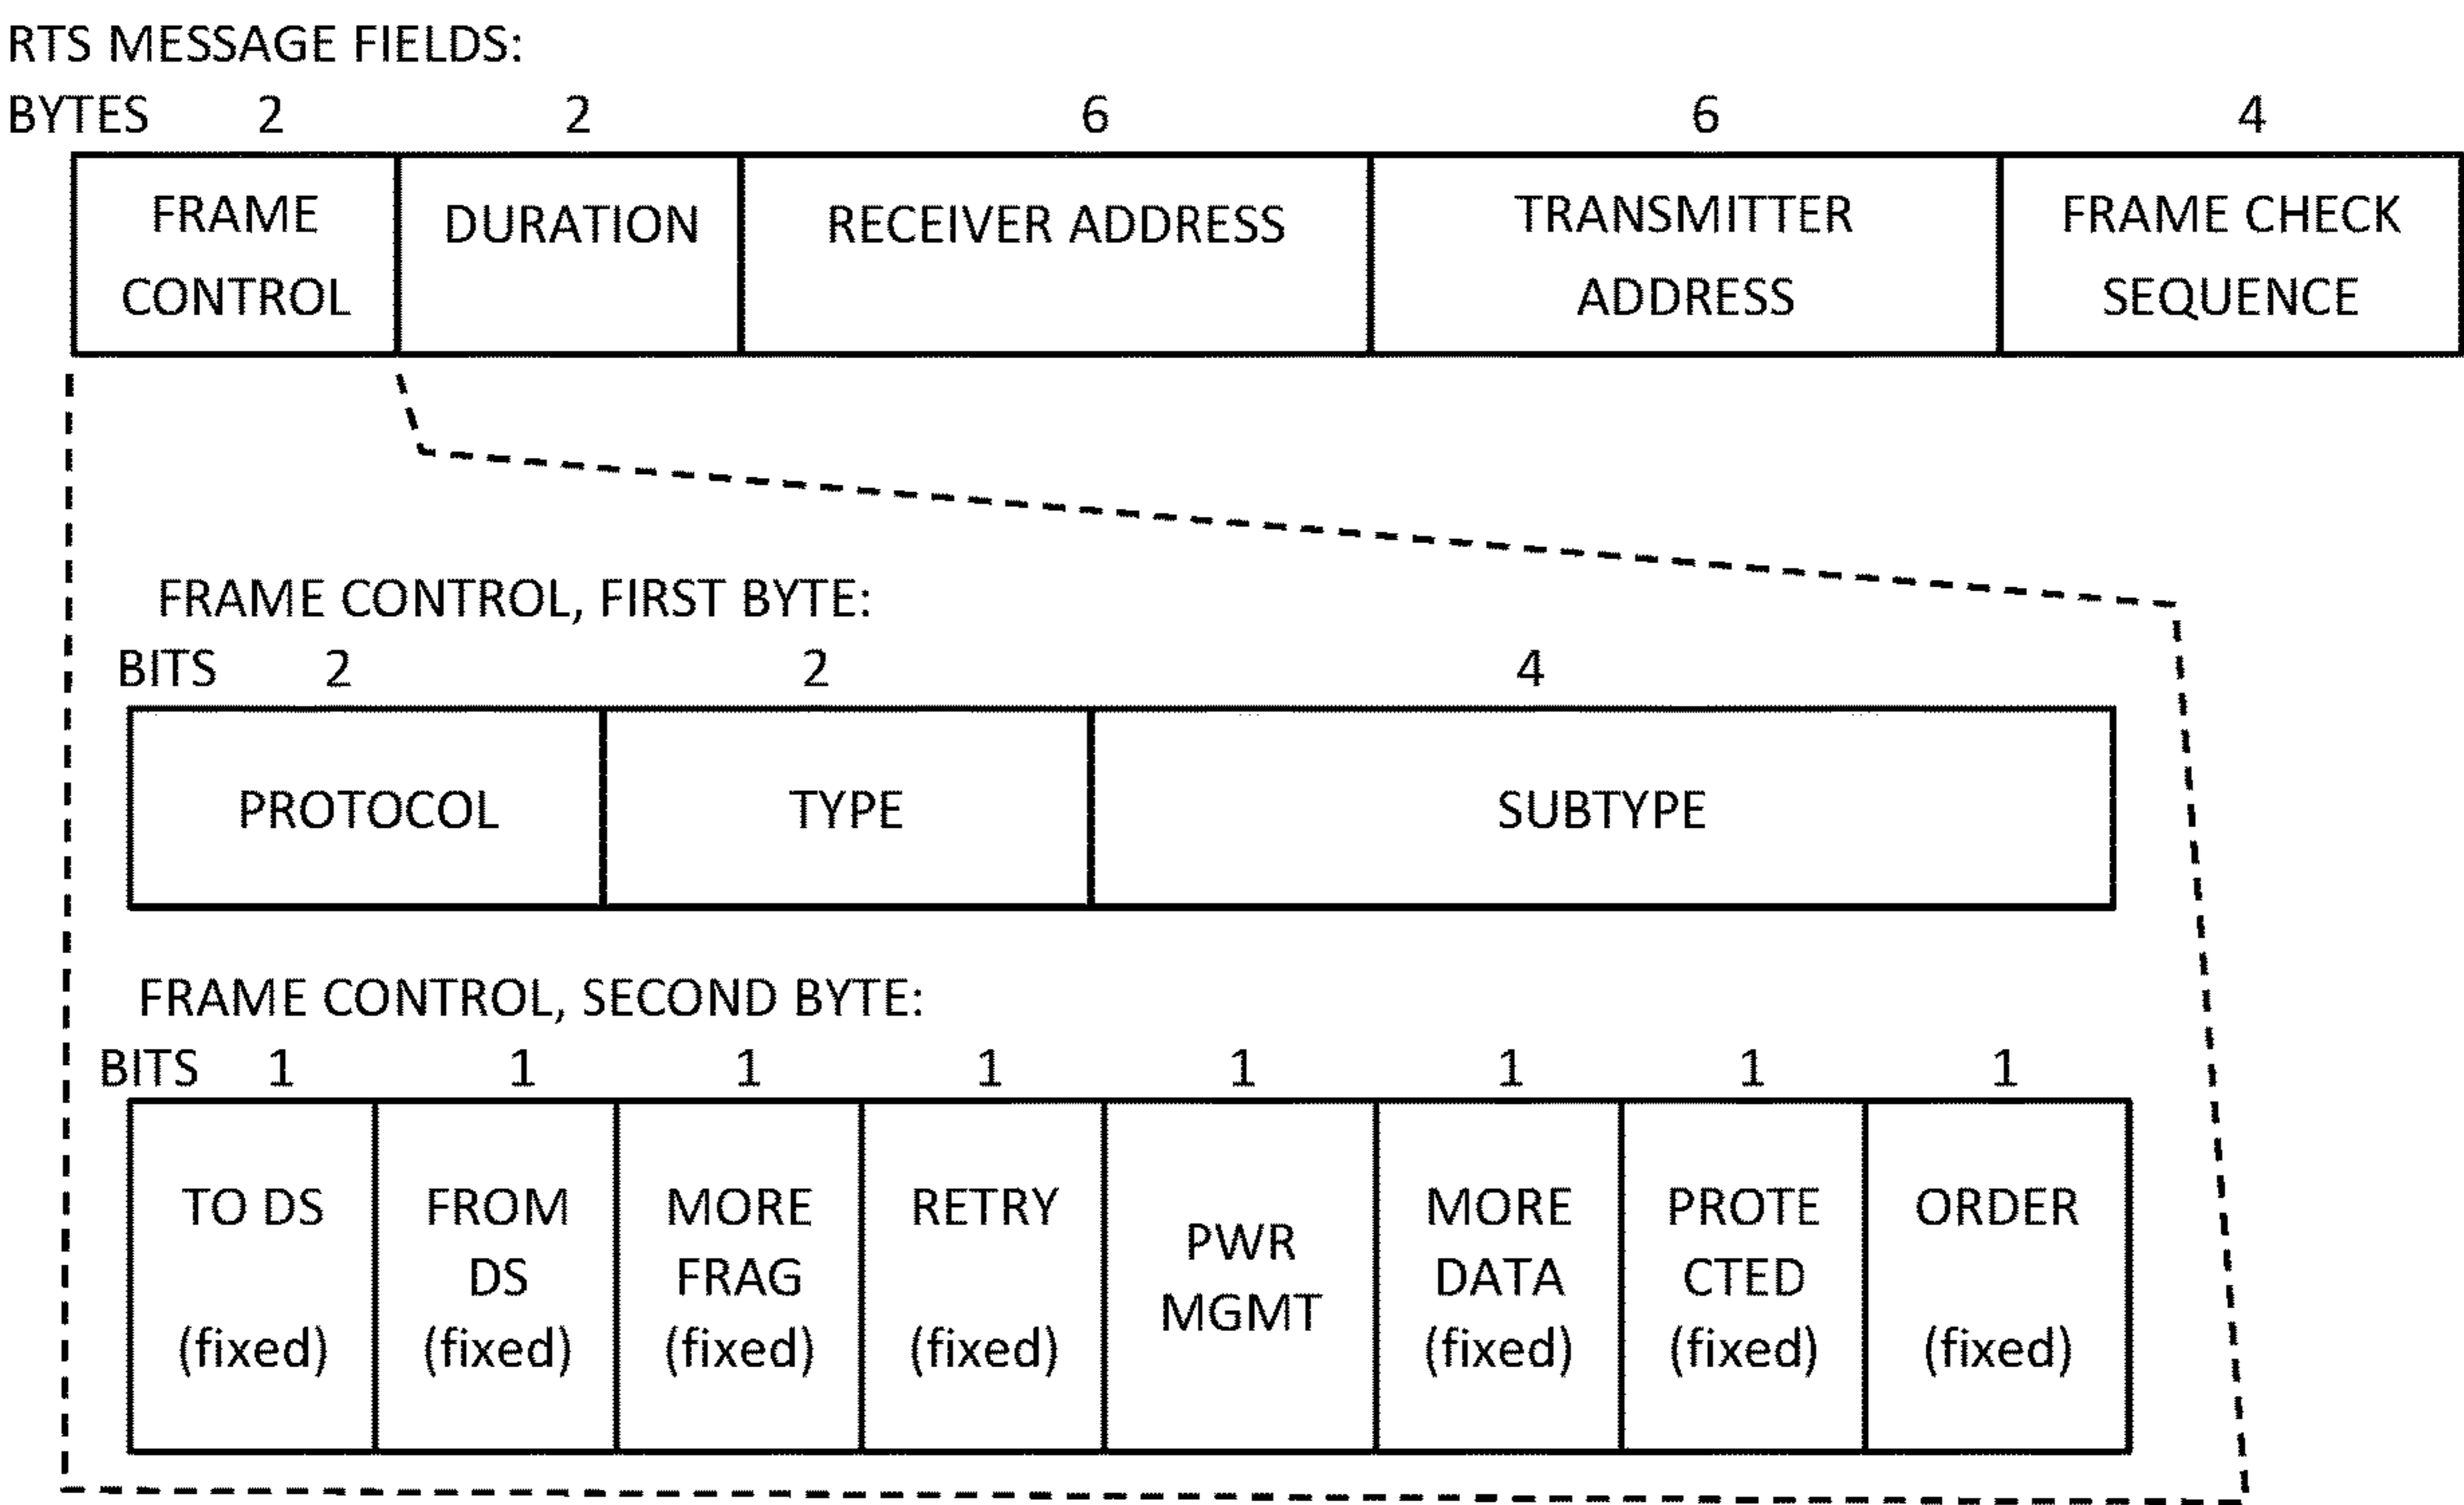 RTS MESSAGE FIELDS:
BYTES 2 2 6 6 4
FRAME CONTROL
DURATION
RECEIVER ADDRESS
TRANSMITTER ADDRESS
FRAME CHECK SEQUENCE
FRAME CONTROL, FIRST BYTE:
BITS 2 2 4
PROTOCOL TYPE SUBTYPE
FRAME CONTROL, SECOND BYTE:
BITS 1 1 1 1 1 1 1 1
TO DS (fixed)
FROM DS (fixed)
MORE FRAG (fixed)
RETRY (fixed)
PWR MGMT
MORE DATA (fixed)
PROTE CTED (fixed)
ORDER (fixed)